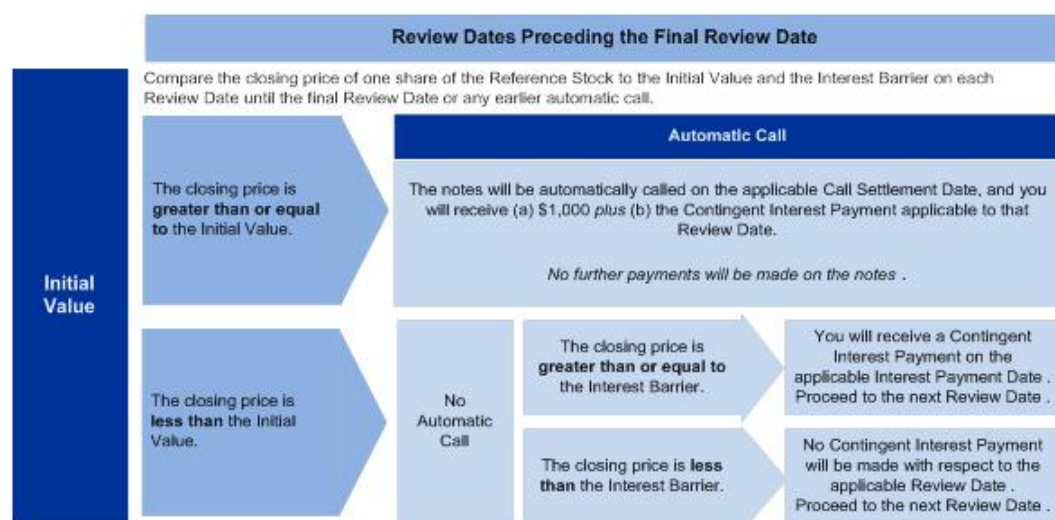 Review Dates Preceding the Final Review Date
Compare the closing price of one share of the Reference Stock to the Initial Value and the Interest Barrier on each
Review Date until the final Review Date or any earlier automatic call.
Initial
Value
The closing price is
greater than or equal
to the Initial Value.
Automatic Call
The notes will be automatically called on the applicable Call Settlement Date, and you
will receive (a) $1,000 plus (b) the Contingent Interest Payment applicable to that
Review Date.
No further payments will be made on the notes .
The closing price is
less than the Initial
Value.
No
Automatic
Call
The closing price is
greater than or equal to
the Interest Barrier.
You will receive a Contingent
Interest Payment on the
applicable Interest Payment Date .
Proceed to the next Review Date .
The closing price is less
than the Interest Barrier.
No Contingent Interest Payment
will be made with respect to the
applicable Review Date .
Proceed to the next Review Date .